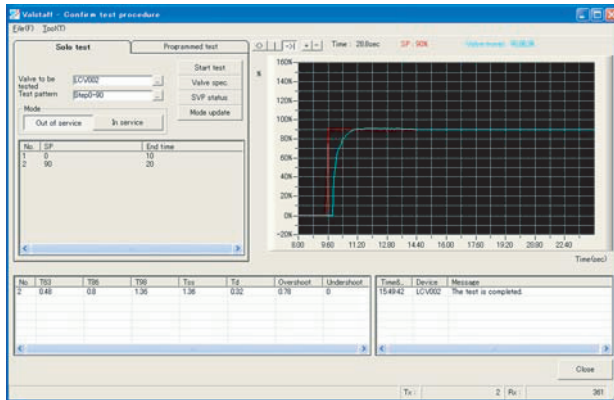 Valstaff - Confirm test procedure
File(F) Tool(T)
Solo test
Programmed test
Valve to be tested
LCV002
Test pattern
Step0-90
Mode
Out of service
In service
Start test
Valve spec.
SVP status
Mode update
No. SP End time
1 0 10
2 90 20
Time : 20.0sec SP : 90%
%
160%
140%
120%
100%
80%
60%
40%
20%
0%
-20%
8.00 9.60 11.20 12.80 14.40 16.00 17.60 19.20 20.80 22.40
Time(sec)
No T63 T86 T98 Tss Td Overshoot Undershoot
2 0.48 0.8 1.36 1.36 0.32 0.78 0
Time&... Device Message
15:49:42 LCV002 The test is completed.
Close
Tx : 2 Rx : 361